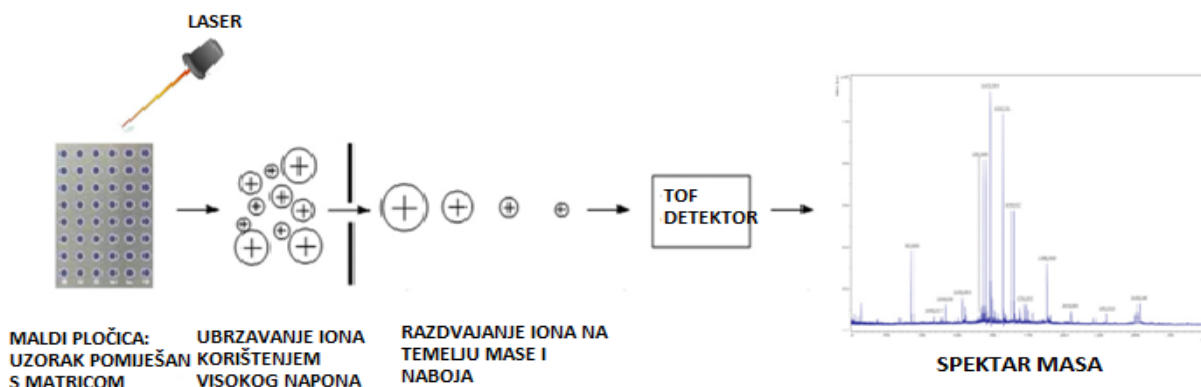 LASER
TOF
DETEKTOR
MALDI PLOČICA:
UZORAK POMIJEŠAN
S MATRICOM
UBRZAVANJE IONA
KORIŠTENJEM
VISOKOG NAPONA
RAZDVAJANJE IONA NA
TEMELJU MASE I
NABOJA
SPEKTAR MASA